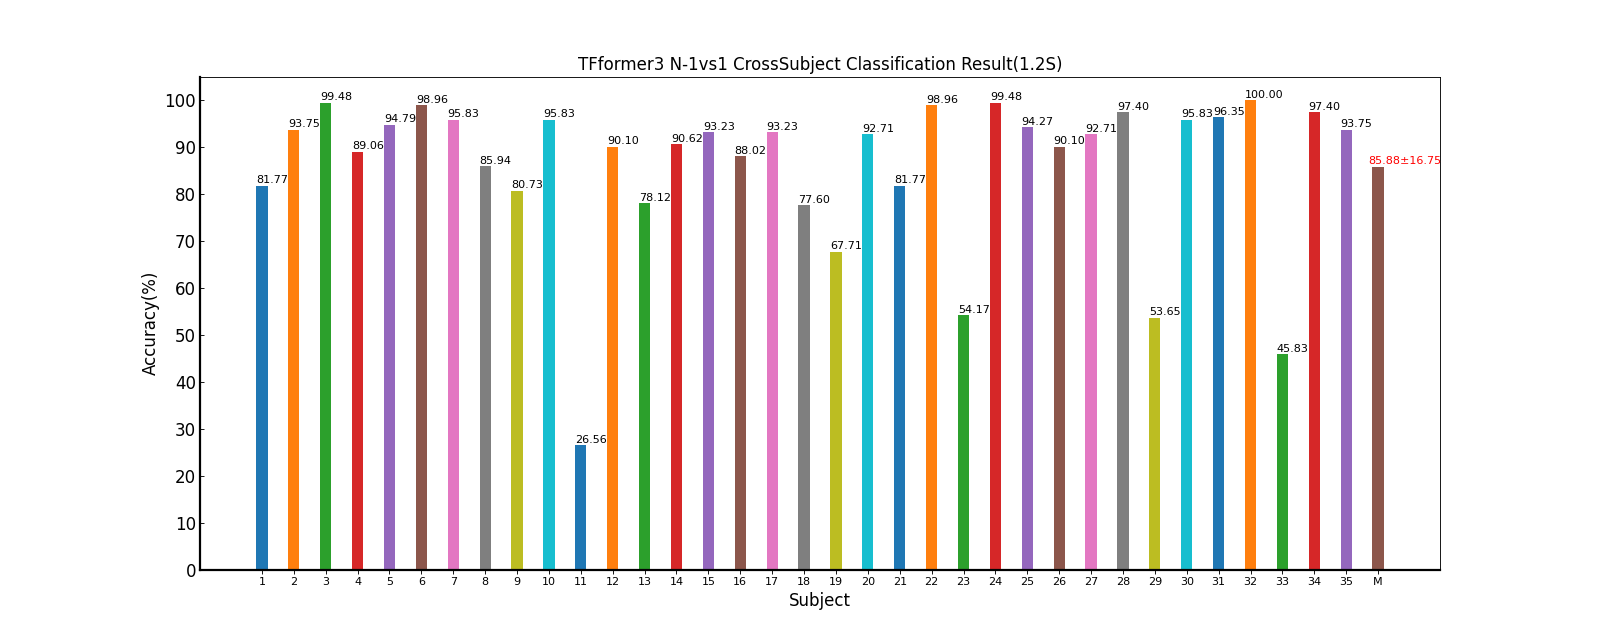 TFformer3 N-1vs1 CrossSubject Classification Result(1.2S)
Accuracy(%)
100
90
80
70
60
50
40
30
20
10
0
81.77 93.75 99.48 89.06 94.79 98.96 95.83 85.94 80.73 95.83 26.56 90.10 78.12 90.62 93.23 88.02 93.23 77.60 67.71 92.71 81.77 98.96 54.17 99.48 94.27 90.10 92.71 97.40 53.65 95.83 96.35 100.00 45.83 97.40 93.75 85.88±16.75
1 2 3 4 5 6 7 8 9 10 11 12 13 14 15 16 17 18 19 20 21 22 23 24 25 26 27 28 29 30 31 32 33 34 35 M
Subject